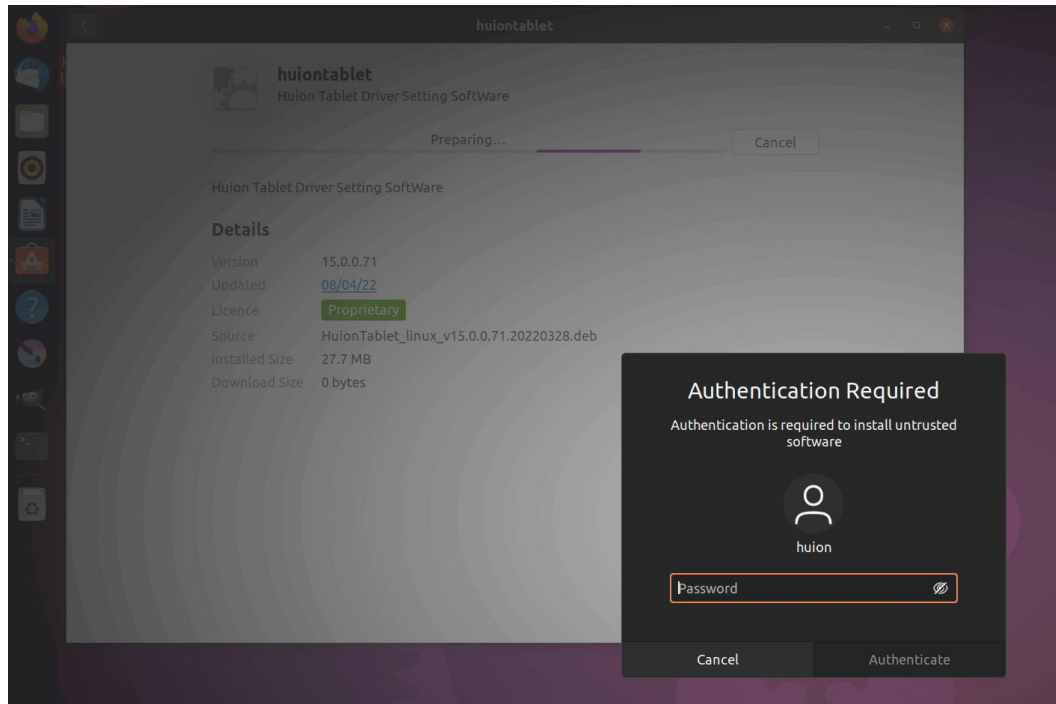 huiontablet
huiontablet
Huion Tablet Driver Setting SoftWare
Preparing...
Cancel
Huion Tablet Driver Setting SoftWare
Details
Version 15.0.0.71
Updated 08/04/22
Licence Proprietary
Source HuionTablet_linux_v15.0.0.71.20220328.deb
Installed Size 27.7 MB
Download Size 0 bytes
Authentication Required
Authentication is required to install untrusted
software
huion
Password
Cancel Authenticate